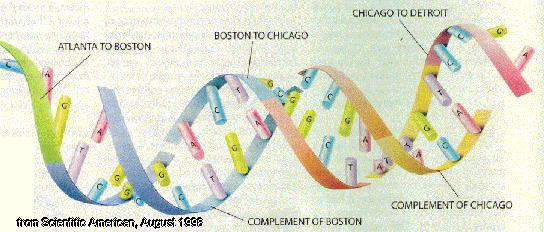 CHICAGO TO DETROIT
BOSTON TO CHICAGO
ATLANTA TO BOSTON
COMPLEMENT OF CHICAGO
COMPLEMENT OF BOSTON
from Scientific American, August 1998